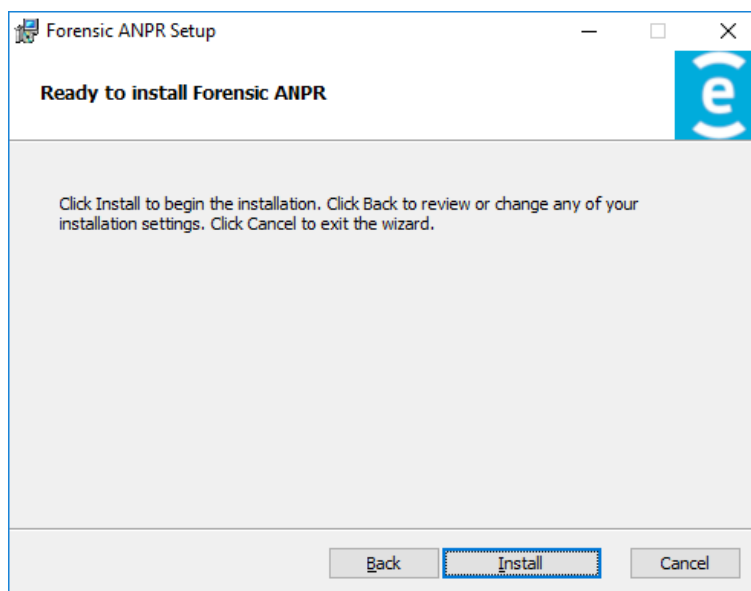 Forensic ANPR Setup
Ready to install Forensic ANPR
e
Click Install to begin the installation. Click Back to review or change any of your
installation settings. Click Cancel to exit the wizard.
Back Install Cancel